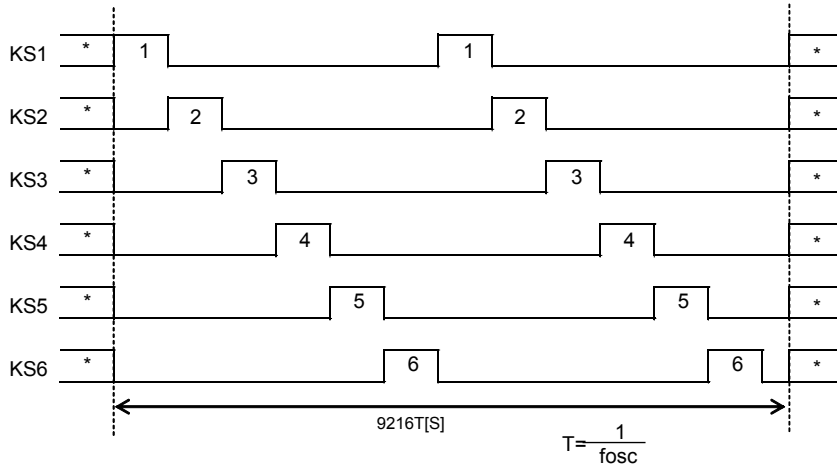 KS1 * 1 1 *
KS2 * 2 2 *
KS3 * 3 3 *
KS4 * 4 4 *
KS5 * 5 5 *
KS6 * 6 6 *
9216T[S]
T= 1
fosc